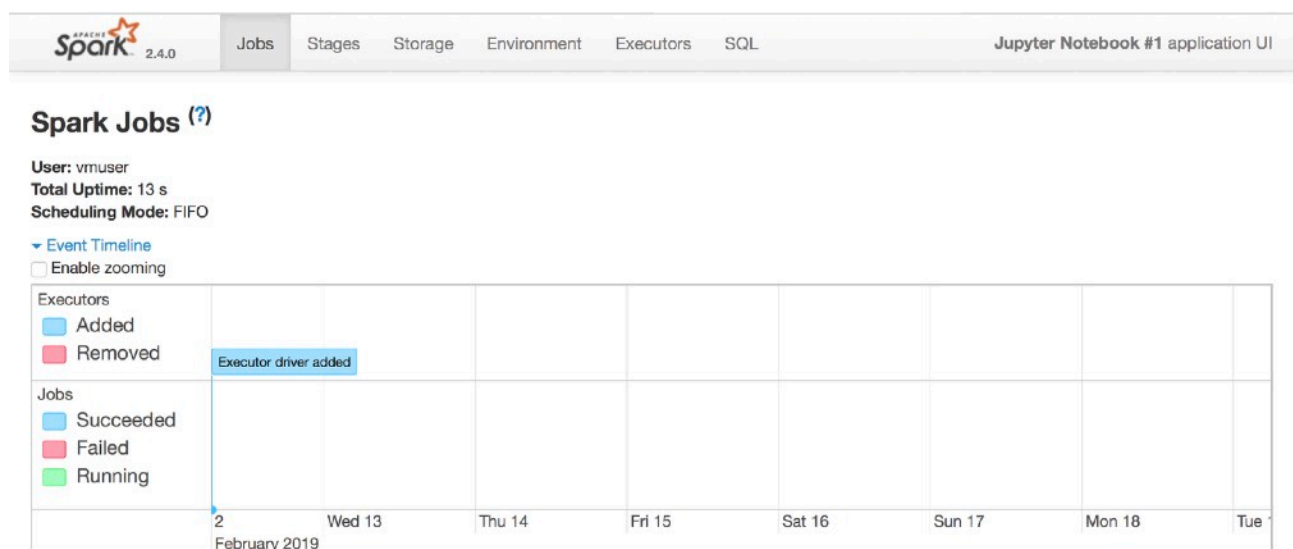 APACHE
Spark 2.4.0 Jobs Stages Storage Environment Executors SQL Jupyter Notebook #1 application UI
Spark Jobs (?)
User: vmuser
Total Uptime: 13 s
Scheduling Mode: FIFO
Event Timeline
Enable zooming
Executors
Added
Removed
Executor driver added
Jobs
Succeeded
Failed
Running
2 Wed 13 Thu 14 Fri 15 Sat 16 Sun 17 Mon 18 Tue
February 2019